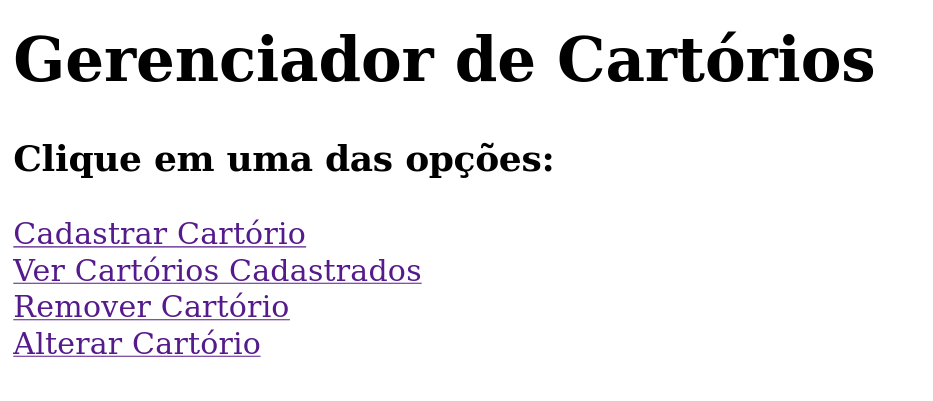 Gerenciador de Cartórios
Clique em uma das opções:
Cadastrar Cartório
Ver Cartórios Cadastrados
Remover Cartório
Alterar Cartório